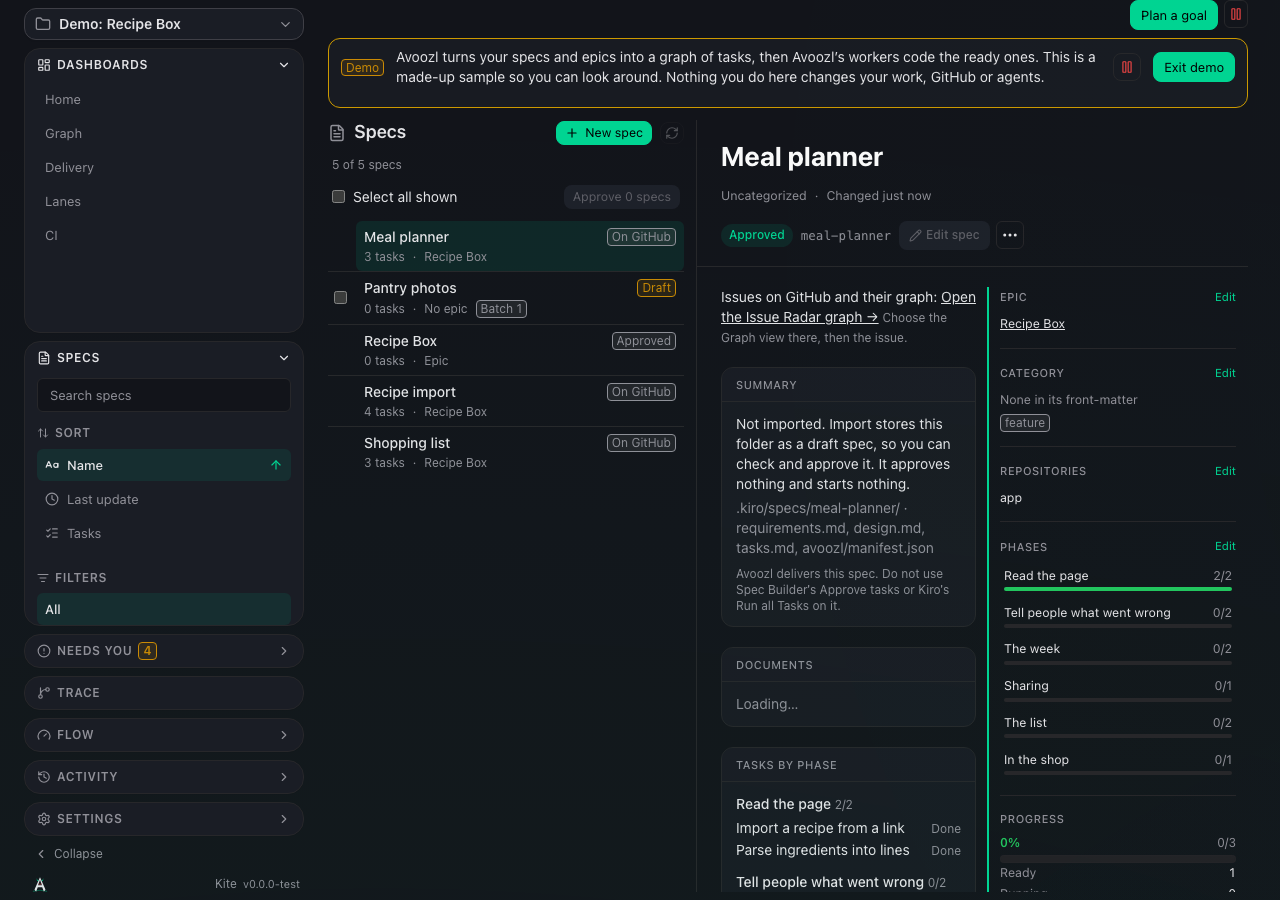 Demo: Recipe Box
DASHBOARDS
Home
Graph
Delivery
Lanes
CI
SPECS
Search specs
SORT
Aa Name
Last update
Tasks
FILTERS
All
NEEDS YOU 4
TRACE
FLOW
ACTIVITY
SETTINGS
Collapse
A
Kite v0.0.0-test
Plan a goal
Demo
Avoozl turns your specs and epics into a graph of tasks, then Avoozl's workers code the ready ones. This is a
made-up sample so you can look around. Nothing you do here changes your work, GitHub or agents.
Exit demo
Specs
New spec
5 of 5 specs
Select all shown
Approve 0 specs
Meal planner On GitHub
3 tasks · Recipe Box
Pantry photos Draft
0 tasks · No epic Batch 1
Recipe Box Approved
0 tasks · Epic
Recipe import On GitHub
4 tasks · Recipe Box
Shopping list On GitHub
3 tasks · Recipe Box
Meal planner
Uncategorized · Changed just now
Approved meal-planner Edit spec
Issues on GitHub and their graph: Open
the Issue Radar graph → Choose the
Graph view there, then the issue.
SUMMARY
Not imported. Import stores this
folder as a draft spec, so you can
check and approve it. It approves
nothing and starts nothing.
.kiro/specs/meal-planner/ ·
requirements.md, design.md,
tasks.md, avoozl/manifest.json
Avoozl delivers this spec. Do not use
Spec Builder's Approve tasks or Kiro's
Run all Tasks on it.
DOCUMENTS
Loading...
TASKS BY PHASE
Read the page 2/2
Import a recipe from a link Done
Parse ingredients into lines Done
Tell people what went wrong 0/2
EPIC Edit
Recipe Box
CATEGORY Edit
None in its front-matter
feature
REPOSITORIES Edit
app
PHASES Edit
Read the page 2/2
Tell people what went wrong 0/2
The week 0/2
Sharing 0/1
The list 0/2
In the shop 0/1
PROGRESS
0% 0/3
Ready 1